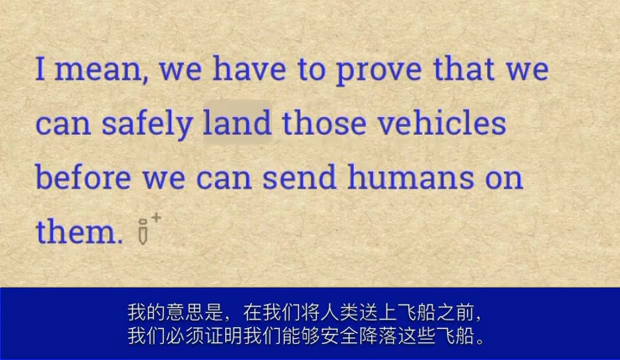 I mean, we have to prove that we
can safely land those vehicles
before we can send humans on
them.
我的意思是，在我们将人类送上飞船之前，
我们必须证明我们能够安全降落这些飞船。